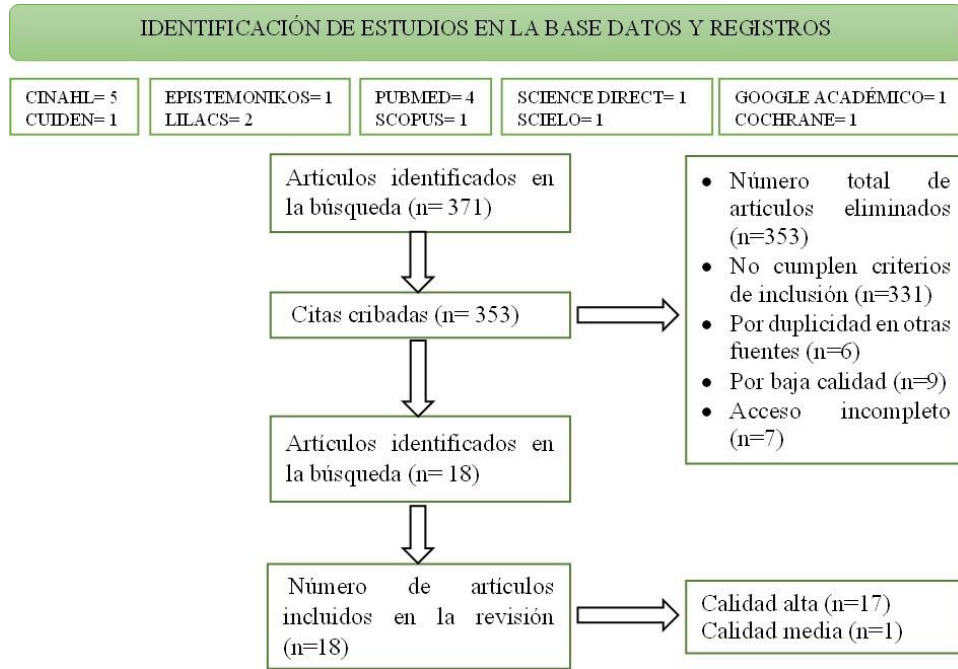 IDENTIFICACIÓN DE ESTUDIOS EN LA BASE DATOS Y REGISTROS
CINAHL= 5
CUIDEN= 1
EPISTEMONIKOS= 1
LILACS= 2
PUBMED= 4
SCOPUS= 1
SCIENCE DIRECT= 1
SCIELO= 1
GOOGLE ACADÉMICO= 1
COCHRANE= 1
Artículos identificados en
la búsqueda (n= 371)
Citas cribadas (n= 353)
• Número total de
artículos eliminados
(n=353)
• No cumplen criterios
de inclusión (n=331)
• Por duplicidad en otras
fuentes (n=6)
• Por baja calidad (n=9)
• Acceso incompleto
(n=7)
Artículos identificados en
la búsqueda (n= 18)
Número de artículos
incluidos en la revisión
(n=18)
Calidad alta (n=17)
Calidad media (n=1)